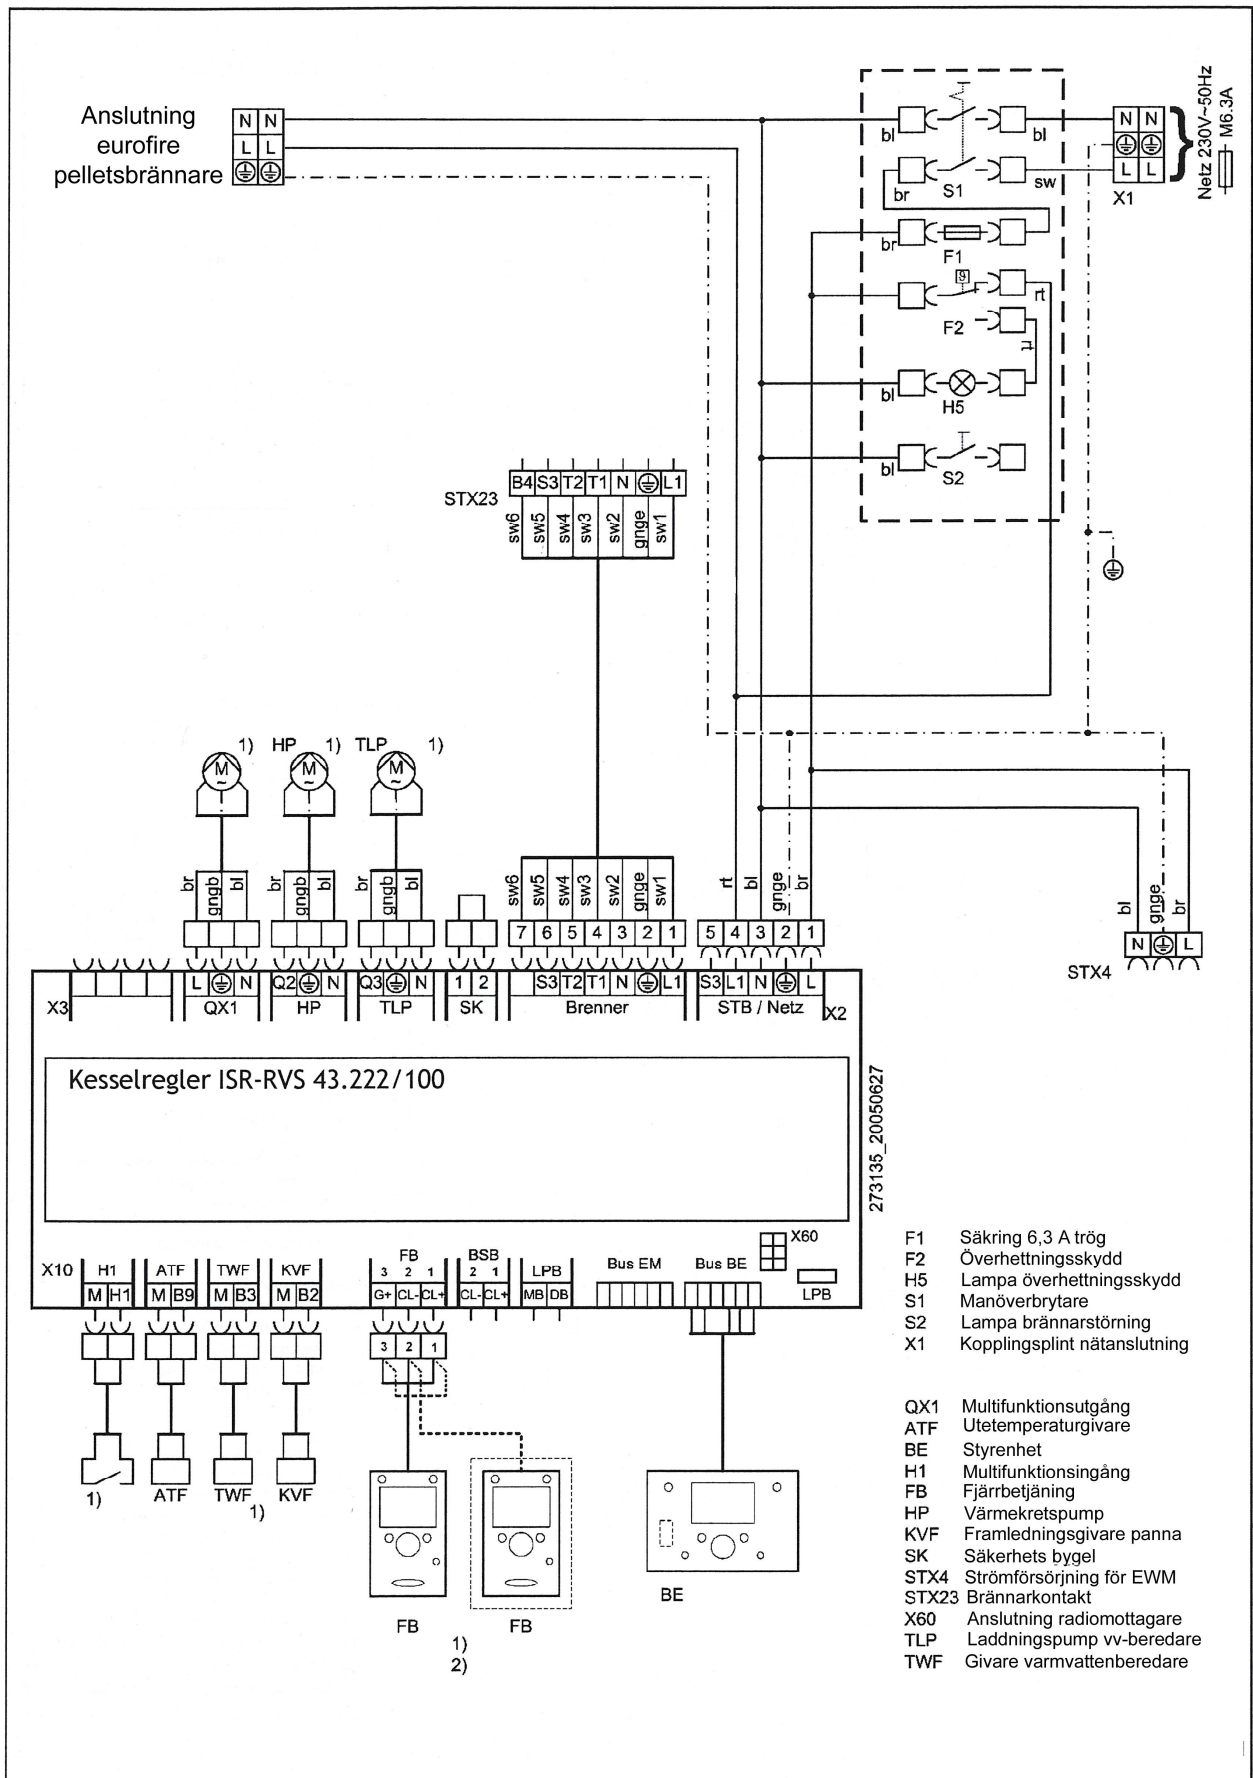 Anslutning
eurofire
pelletsbrännare
N N
L L
bl
bl
N N
L L
X1
Netz 230V~50Hz
M6.3A
br
S1
sw
br
F1
ϑ
rt
F2
rt
bl
H5
bl
S2
STX23
B4 S3 T2 T1 N L1
sw6 sw5 sw4 sw3 sw2 gnge sw1
1) HP 1) TLP 1)
M M M
~ ~ ~
br gngb bl br gngb bl br gngb bl
sw6 sw5 sw4 sw3 sw2 gnge sw1
rt bl gnge br
bl gnge br
7 6 5 4 3 2 1
5 4 3 2 1
N L
STX4
X3
L N
Q2 N
Q3 N
1 2
S3 T2 T1 N L1
S3 L1 N L
QX1 HP TLP SK Brenner STB / Netz X2
Kesselregler ISR-RVS 43.222/100
273135_20050627
X60
X10
H1 ATF TWF KVF
FB
3 2 1
BSB
2 1
LPB
Bus EM
Bus BE
LPB
M H1 M B9 M B3 M B2
G+ CL- CL+
CL- CL+
MB DB
3 2 1
1)
ATF
TWF
1)
KVF
FB
FB
1)
2)
BE
F1 Säkring 6,3 A trög
F2 Överhettningsskydd
H5 Lampa överhettningsskydd
S1 Manöverbrytare
S2 Lampa brännarstörning
X1 Kopplingsplint nätanslutning
QX1 Multifunktionsutgång
ATF Utetemperaturgivare
BE Styrenhet
H1 Multifunktionsingång
FB Fjärrbetjäning
HP Värmekretspump
KVF Framledningsgivare panna
SK Säkerhets bygel
STX4 Strömförsörjning för EWM
STX23 Brännarkontakt
X60 Anslutning radiomottagare
TLP Laddningspump vv-beredare
TWF Givare varmvattenberedare